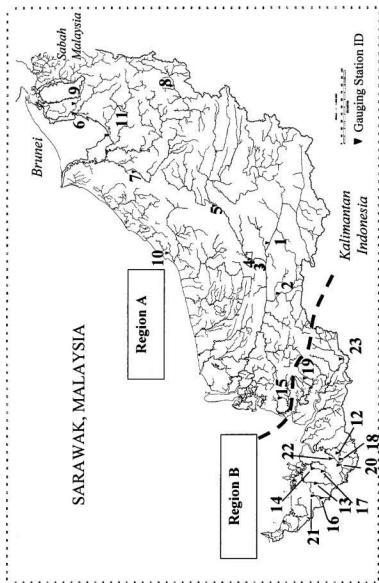 SARAWAK, MALAYSIA
Brunei
Sabah
Malaysia
Region A
Region B
Kalimantan
Indonesia
▼ Gauging Station ID
6
9
8
11
7
10
5
4
3
1
2
15
19
23
22
14
12
18
20
17
13
16
21